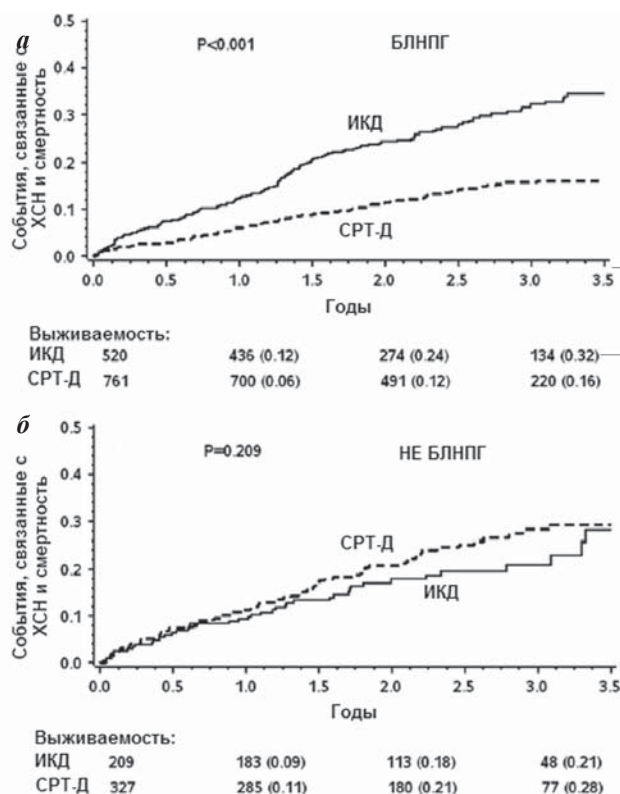 а
P<0.001 БЛНПГ
События, связанные с
ХСН и смертность
0.5
0.4
0.3
0.2
0.1
0.0
ИКД
СРТ-Д
0.0 0.5 1.0 1.5 2.0 2.5 3.0 3.5
Годы
Выживаемость:
ИКД 520 436 (0.12) 274 (0.24) 134 (0.32)
СРТ-Д 761 700 (0.06) 491 (0.12) 220 (0.16)
б
P=0.209 НЕ БЛНПГ
События, связанные с
ХСН и смертность
0.5
0.4
0.3
0.2
0.1
0.0
СРТ-Д
ИКД
0.0 0.5 1.0 1.5 2.0 2.5 3.0 3.5
Годы
Выживаемость:
ИКД 209 183 (0.09) 113 (0.18) 48 (0.21)
СРТ-Д 327 285 (0.11) 180 (0.21) 77 (0.28)